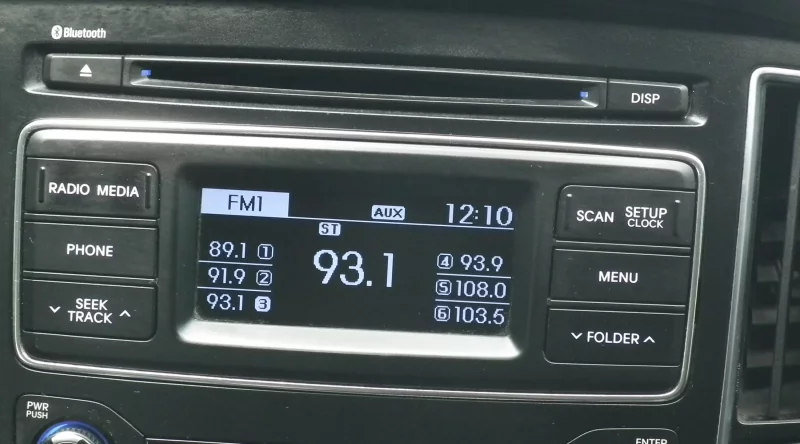 Bluetooth
DISP
RADIO MEDIA
PHONE
SEEK
TRACK
FM1
AUX
12:10
ST
93.1
89.1 1
91.9 2
93.1 3
4 93.9
5 108.0
6 103.5
SCAN
SETUP
CLOCK
MENU
FOLDER
PWR
PUSH
ENTER